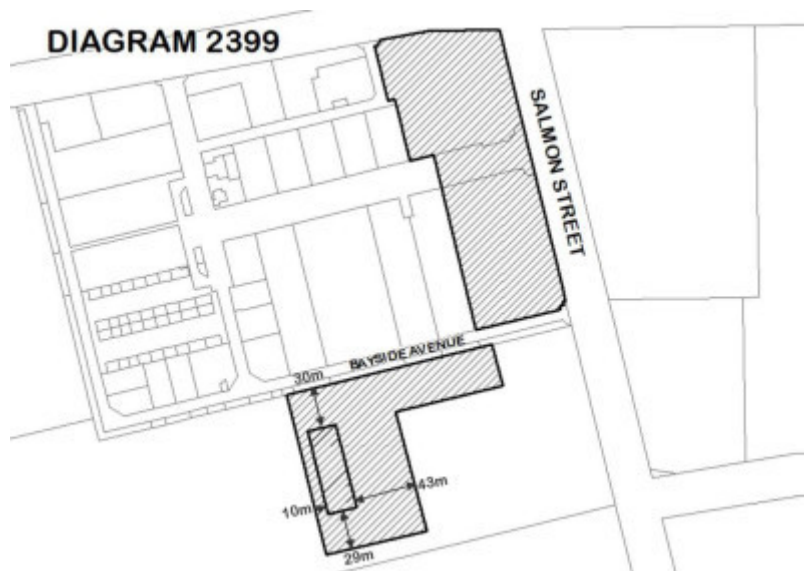 DIAGRAM 2399
SALMON STREET
BAYSIDE AVENUE
30m
43m
10m
29m